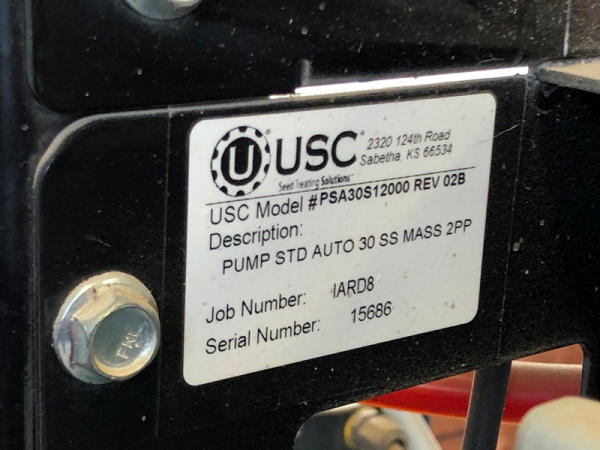 U USC 2320 124th Road
Sabetha, KS 66534
Seed Treating Solutions
USC Model # PSA30S12000 REV 02B
Description:
PUMP STD AUTO 30 SS MASS 2PP
Job Number: IARD8
Serial Number: 15686
FNL